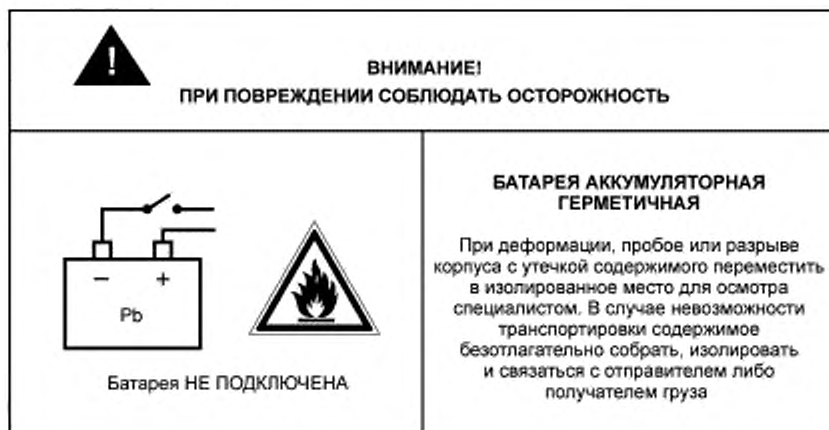 !
ВНИМАНИЕ!
ПРИ ПОВРЕЖДЕНИИ СОБЛЮДАТЬ ОСТОРОЖНОСТЬ
− +
Pb
Батарея НЕ ПОДКЛЮЧЕНА
БАТАРЕЯ АККУМУЛЯТОРНАЯ
ГЕРМЕТИЧНАЯ
При деформации, пробое или разрыве
корпуса с утечкой содержимого переместить
в изолированное место для осмотра
специалистом. В случае невозможности
транспортировки содержимое
безотлагательно собрать, изолировать
и связаться с отправителем либо
получателем груза